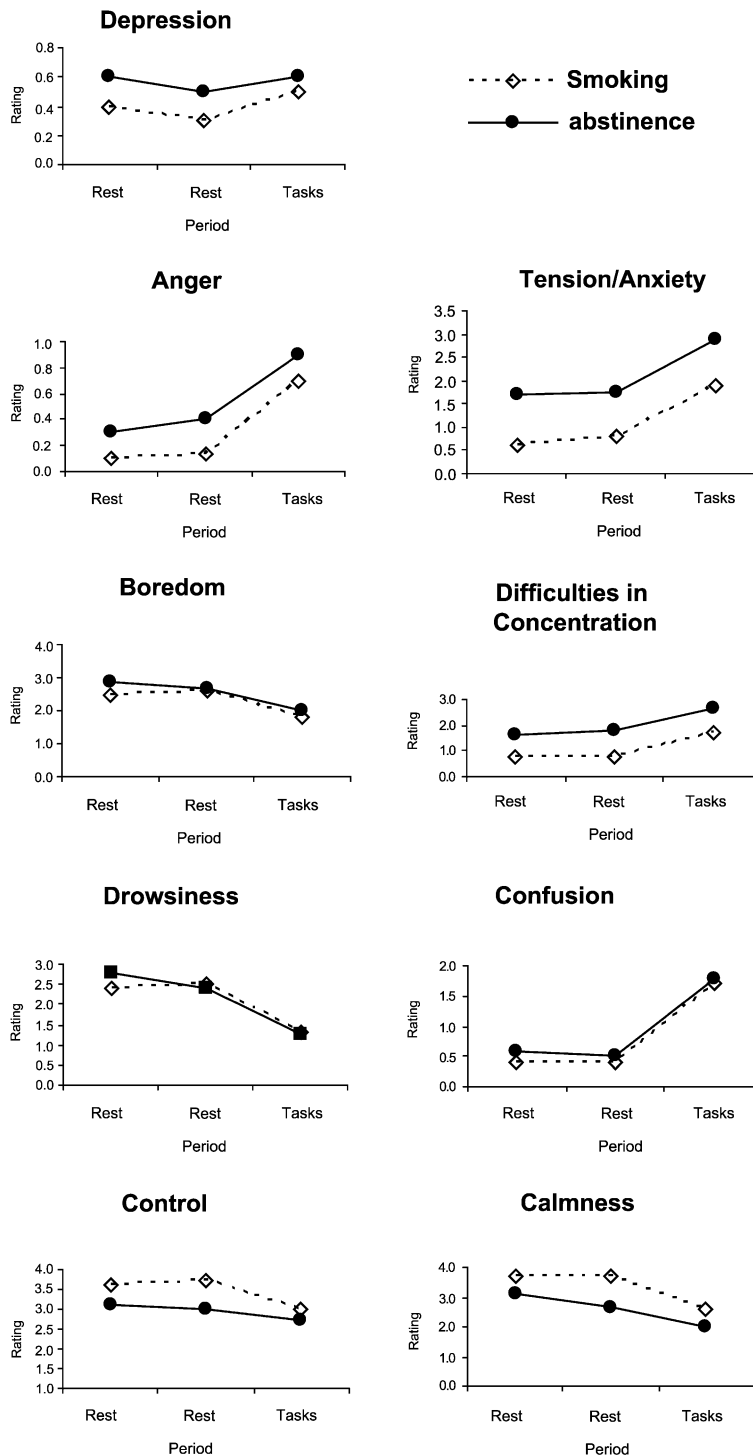 Depression
0.8
0.6
0.4
0.2
0.0
Rating
Rest Rest Tasks
Period
Smoking
abstinence
Anger
1.0
0.8
0.6
0.4
0.2
0.0
Rating
Rest Rest Tasks
Period
Tension/Anxiety
3.5
3.0
2.5
2.0
1.5
1.0
0.5
0.0
Rating
Rest Rest Tasks
Period
Boredom
4.0
3.0
2.0
1.0
0.0
Rating
Rest Rest Tasks
Period
Difficulties in
Concentration
3.0
2.0
1.0
0.0
Rating
Rest Rest Tasks
Period
Drowsiness
3.0
2.5
2.0
1.5
1.0
0.5
0.0
Rating
Rest Rest Tasks
Period
Confusion
2.0
1.5
1.0
0.5
0.0
Rating
Rest Rest Tasks
Period
Control
4.0
3.5
3.0
2.5
2.0
1.5
1.0
Rating
Rest Rest Tasks
Period
Calmness
4.0
3.0
2.0
1.0
0.0
Rating
Rest Rest Tasks
Period